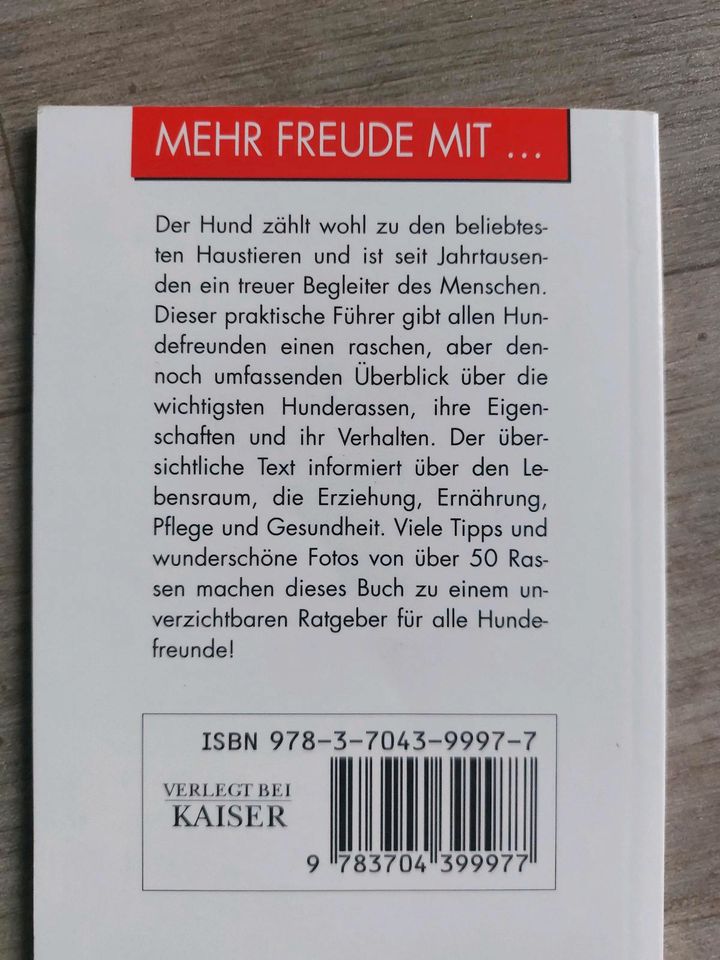 MEHR FREUDE MIT ...
Der Hund zählt wohl zu den beliebtes-
ten Haustieren und ist seit Jahrtausen-
den ein treuer Begleiter des Menschen.
Dieser praktische Führer gibt allen Hun-
defreunden einen raschen, aber den-
noch umfassenden Überblick über die
wichtigsten Hunderassen, ihre Eigen-
schaften und ihr Verhalten. Der über-
sichtliche Text informiert über den Le-
bensraum, die Erziehung, Ernährung,
Pflege und Gesundheit. Viele Tipps und
wunderschöne Fotos von über 50 Ras-
sen machen dieses Buch zu einem un-
verzichtbaren Ratgeber für alle Hunde-
freunde!
ISBN 978-3-7043-9997-7
VERLEGT BEI
KAISER
9 783704 399977